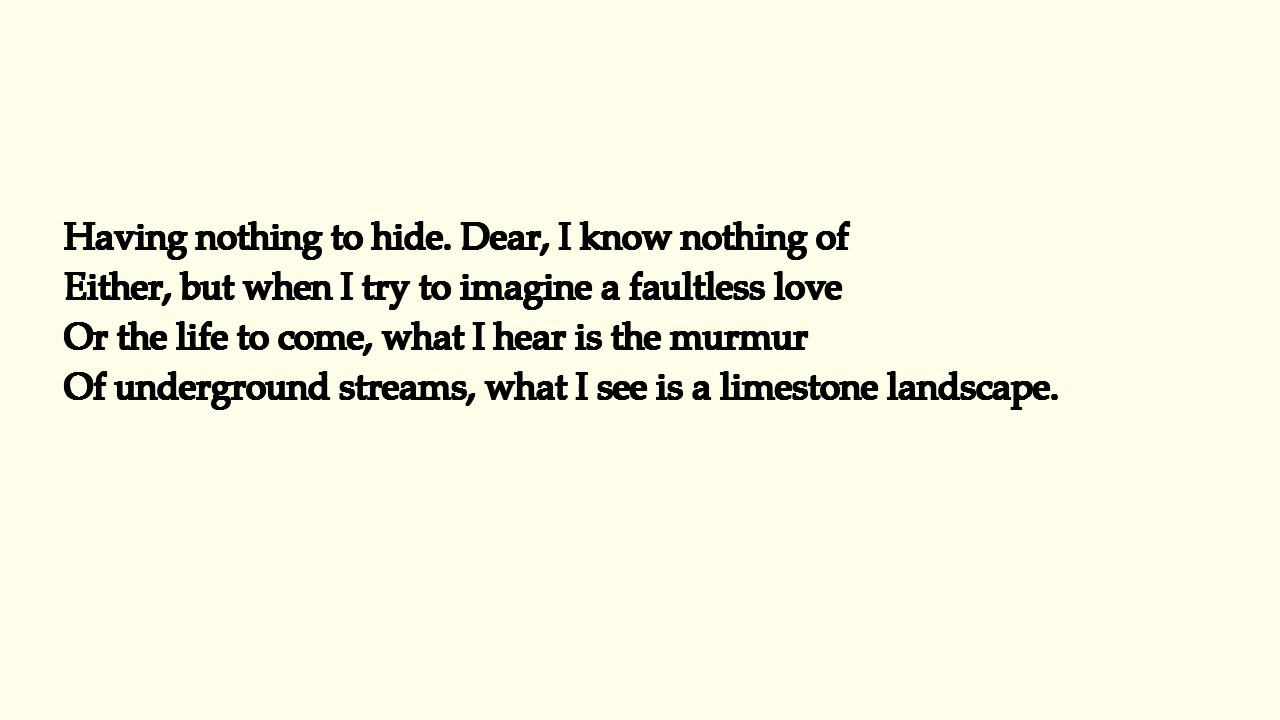 Having nothing to hide. Dear, I know nothing of
Either, but when I try to imagine a faultless love
Or the life to come, what I hear is the murmur
Of underground streams, what I see is a limestone landscape.